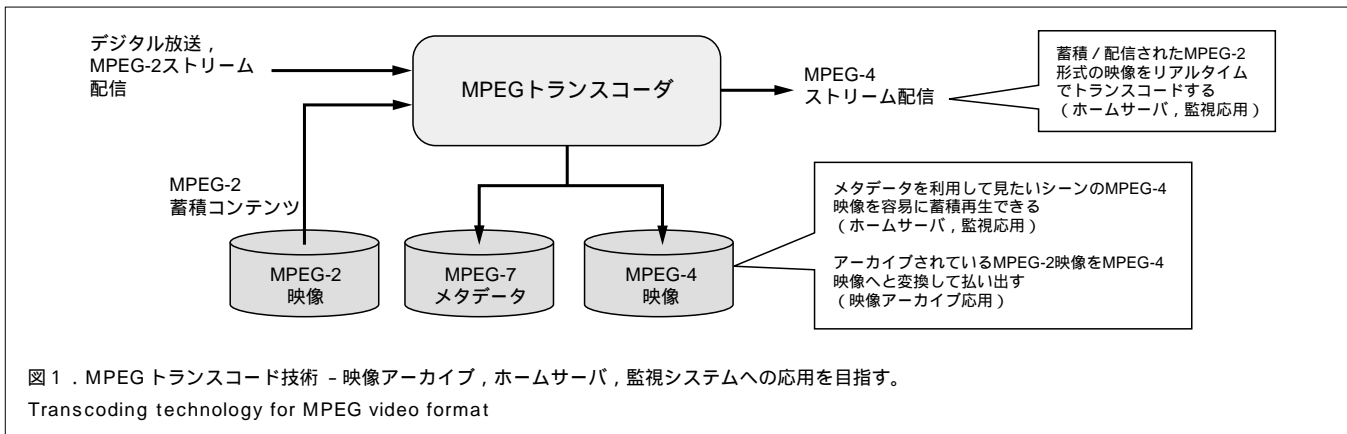 デジタル放送，
MPEG-2ストリーム
配信
MPEGトランスコーダ
MPEG-4
ストリーム配信
蓄積／配信されたMPEG-2
形式の映像をリアルタイム
でトランスコードする
（ホームサーバ，監視応用）
MPEG-2
蓄積コンテンツ
MPEG-2
映像
MPEG-7
メタデータ
MPEG-4
映像
メタデータを利用して見たいシーンのMPEG-4
映像を容易に蓄積再生できる
（ホームサーバ，監視応用）
アーカイブされているMPEG-2映像をMPEG-4
映像へと変換して払い出す
（映像アーカイブ応用）
図1．MPEG トランスコード技術 －映像アーカイブ，ホームサーバ，監視システムへの応用を目指す。
Transcoding technology for MPEG video format